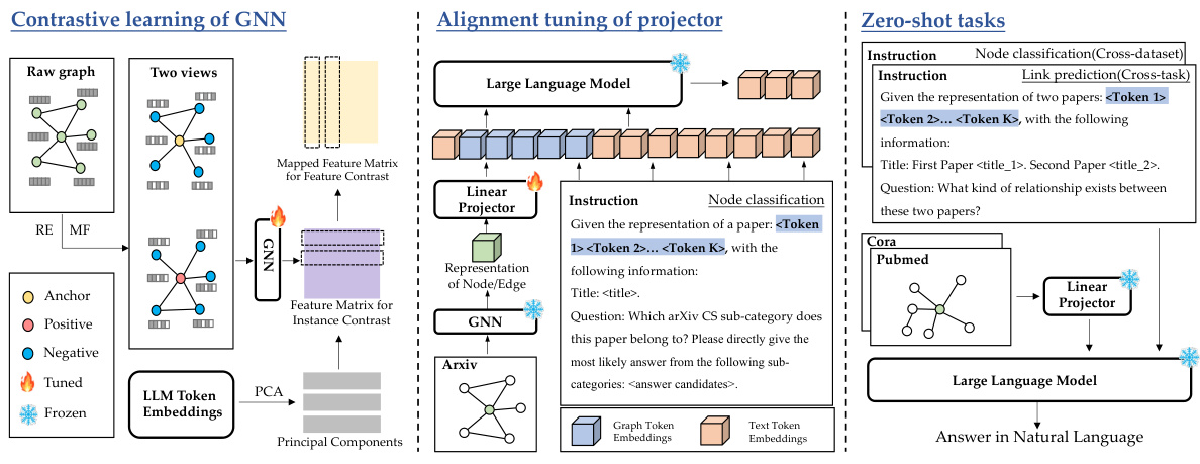 Contrastive learning of GNN
Raw graph
Two views
RE
MF
Anchor
Positive
Negative
Tuned
Frozen
GNN
Mapped Feature Matrix
for Feature Contrast
Feature Matrix for
Instance Contrast
LLM Token
Embeddings
PCA
Principal Components
Alignment tuning of projector
Large Language Model
Linear
Projector
Representation
of Node/Edge
GNN
Arxiv
Instruction
Node classification
Given the representation of a paper: <Token
1> <Token 2>... <Token K>, with the
following information:
Title: <title>.
Question: Which arXiv CS sub-category does
this paper belong to? Please directly give the
most likely answer from the following sub-
categories: <answer candidates>.
Graph Token
Embeddings
Text Token
Embeddings
Zero-shot tasks
Instruction
Node classification(Cross-dataset)
Instruction
Link prediction(Cross-task)
Given the representation of two papers: <Token 1>
<Token 2>... <Token K>, with the following
information:
Title: First Paper <title_1>. Second Paper <title_2>.
Question: What kind of relationship exists between
these two papers?
Cora
Pubmed
Linear
Projector
Large Language Model
Answer in Natural Language